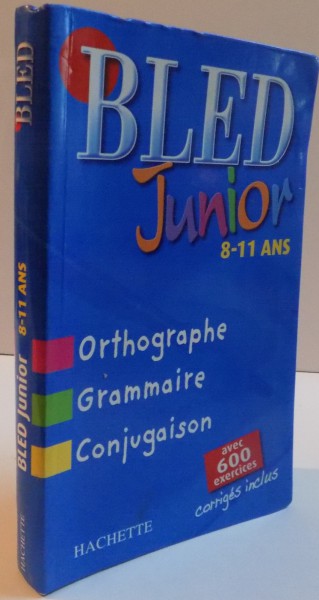 BLED
Junior
8-11 ANS
Orthographe
Grammaire
Conjugaison
avec
600
exercices
corrigés inclus
HACHETTE
BLED
BLED Junior 8-11 ANS
HACHETTE